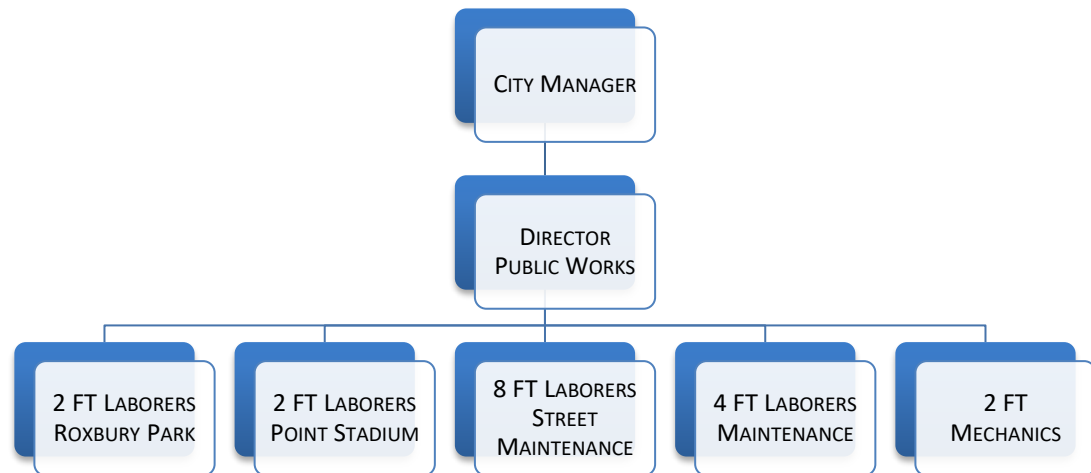 CITY MANAGER
DIRECTOR
PUBLIC WORKS
2 FT LABORERS
ROXBURY PARK
2 FT LABORERS
POINT STADIUM
8 FT LABORERS
STREET
MAINTENANCE
4 FT LABORERS
MAINTENANCE
2 FT
MECHANICS